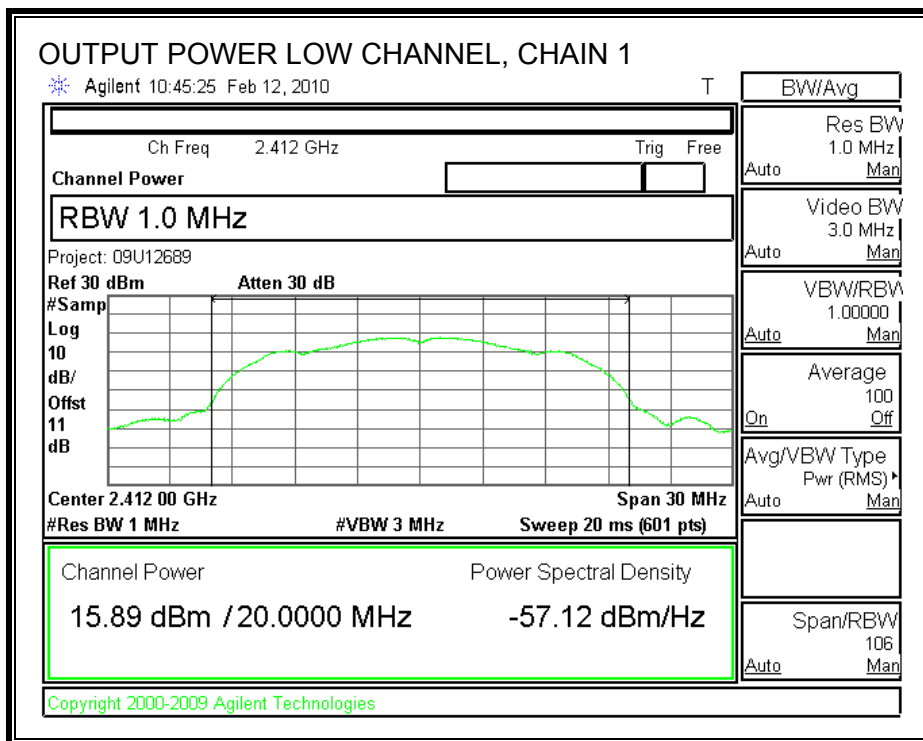 OUTPUT POWER LOW CHANNEL, CHAIN 1
Agilent 10:45:25 Feb 12, 2010 T
BW/Avg
Ch Freq 2.412 GHz Trig Free
Channel Power
RBW 1.0 MHz
Project: 09U12689
Ref 30 dBm Atten 30 dB
#Samp
Log
10
dB/
Offst
11
dB
Center 2.412 00 GHz Span 30 MHz
#Res BW 1 MHz #VBW 3 MHz Sweep 20 ms (601 pts)
Channel Power Power Spectral Density
15.89 dBm / 20.0000 MHz -57.12 dBm/Hz
Copyright 2000-2009 Agilent Technologies
Res BW
1.0 MHz
Auto Man
Video BW
3.0 MHz
Auto Man
VBW/RBW
1.00000
Auto Man
Average
100
On Off
Avg/VBW Type
Pwr (RMS)
Auto Man
Span/RBW
106
Auto Man